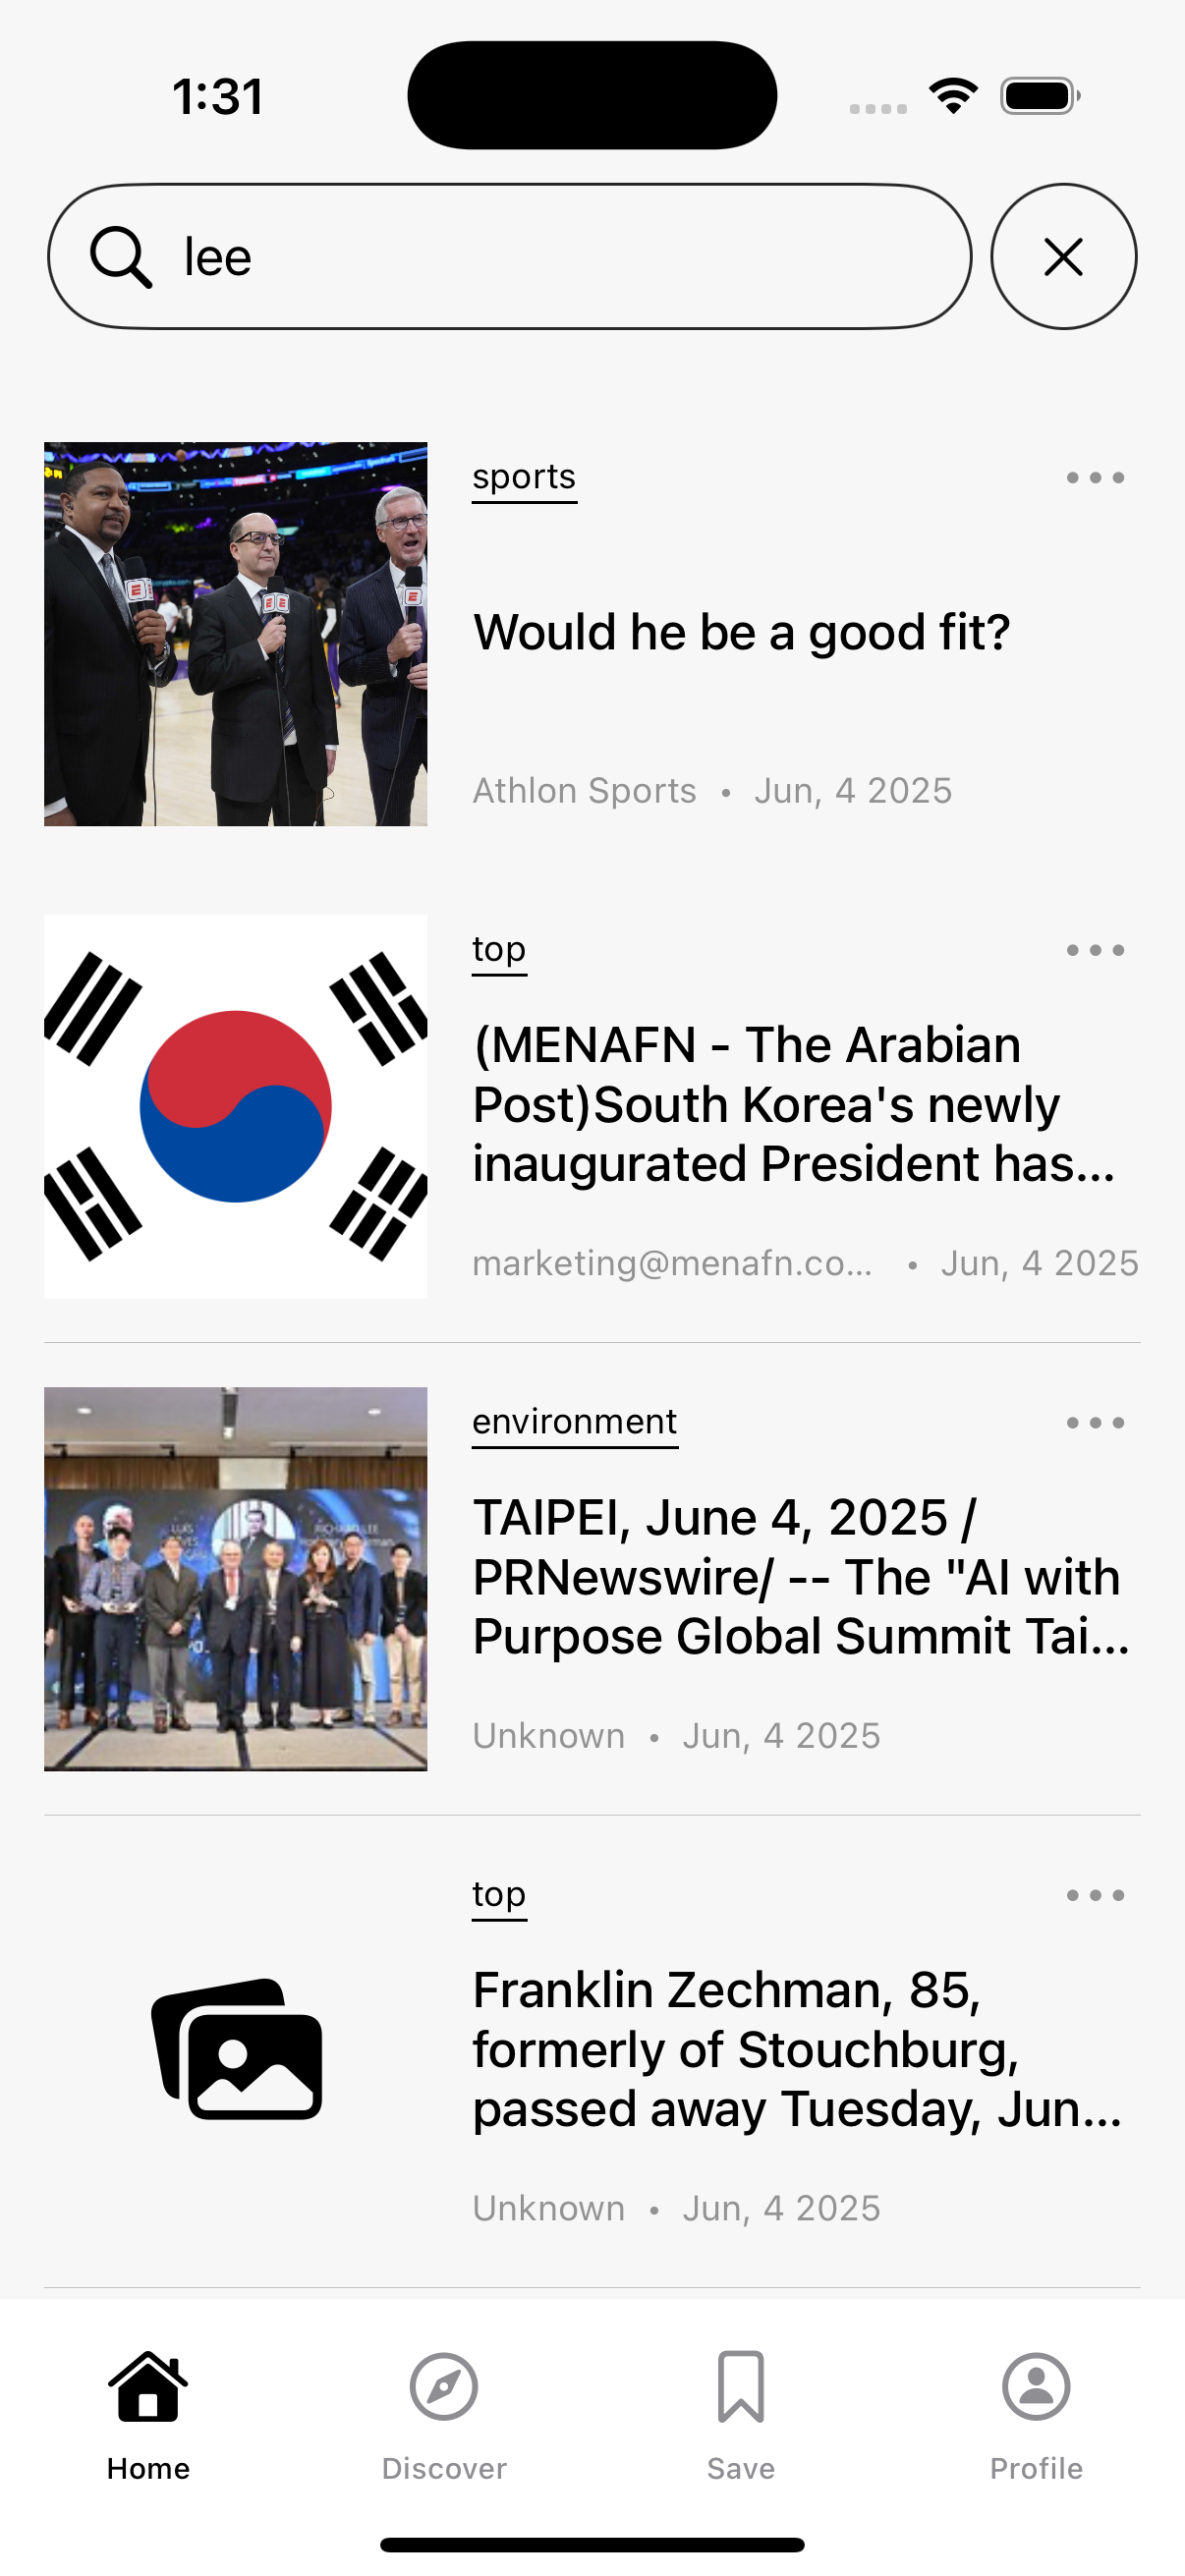 1:31
lee
sports
Would he be a good fit?
Athlon Sports • Jun, 4 2025
top
(MENAFN - The Arabian
Post)South Korea's newly
inaugurated President has...
marketing@menafn.co... • Jun, 4 2025
environment
TAIPEI, June 4, 2025 /
PRNewswire/ -- The "AI with
Purpose Global Summit Tai...
Unknown • Jun, 4 2025
top
Franklin Zechman, 85,
formerly of Stouchburg,
passed away Tuesday, Jun...
Unknown • Jun, 4 2025
Home
Discover
Save
Profile